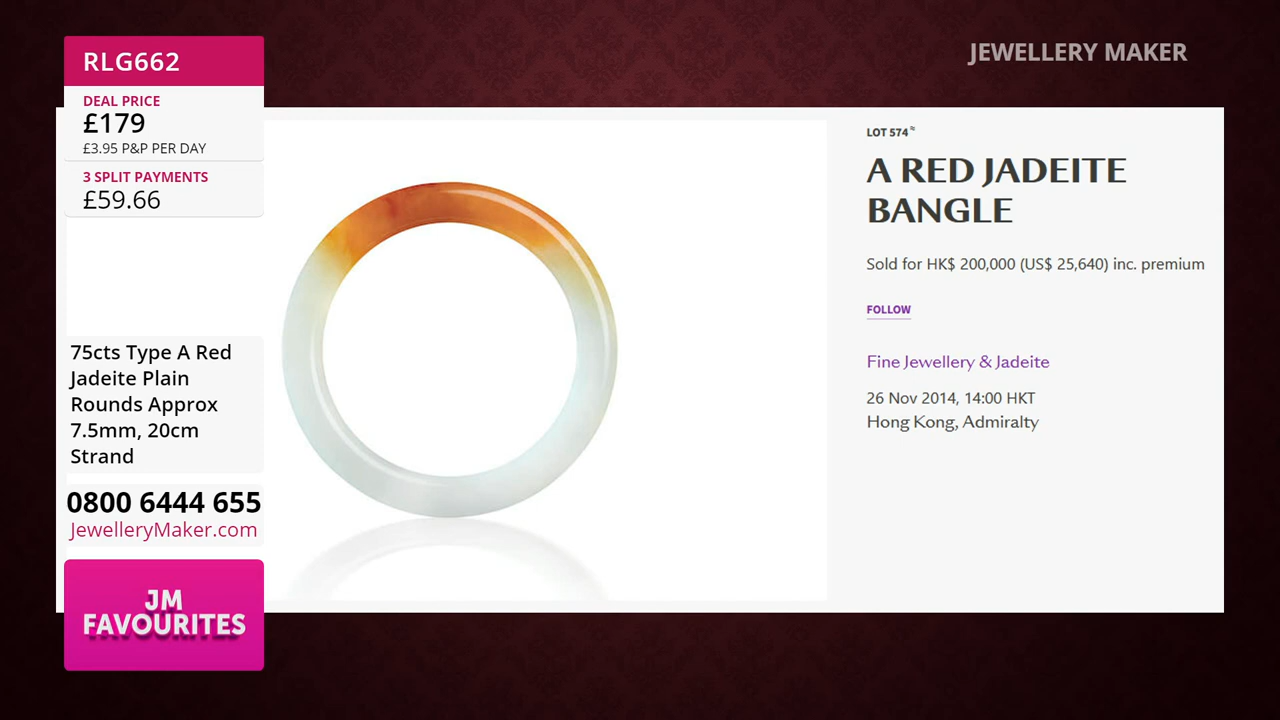 RLG662
DEAL PRICE
£179
£3.95 P&P PER DAY
3 SPLIT PAYMENTS
£59.66
75cts Type A Red
Jadeite Plain
Rounds Approx
7.5mm, 20cm
Strand
0800 6444 655
JewelleryMaker.com
JM
FAVOURITES
JEWELLERY MAKER
LOT 574≈
A RED JADEITE
BANGLE
Sold for HK$ 200,000 (US$ 25,640) inc. premium
FOLLOW
Fine Jewellery & Jadeite
26 Nov 2014, 14:00 HKT
Hong Kong, Admiralty